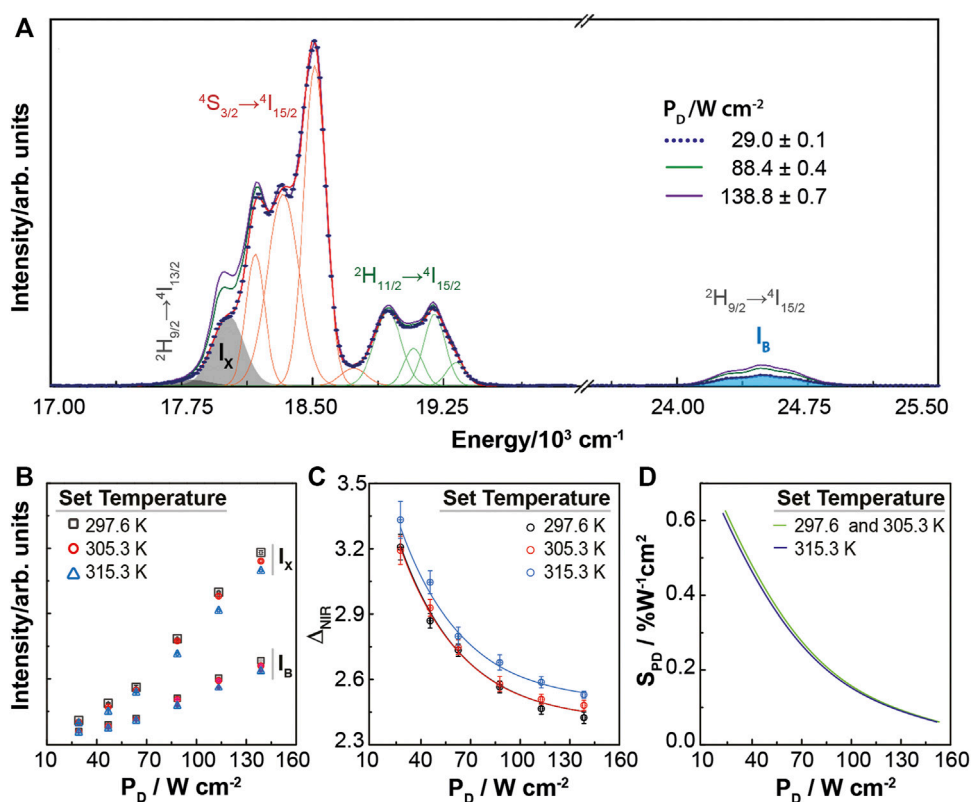 A
Intensity/arb. units
⁴S₃/₂→⁴I₁₅/₂
²H₉/₂→⁴I₁₃/₂
I_X
²H₁₁/₂→⁴I₁₅/₂
P_D /W cm⁻²
29.0 ± 0.1
88.4 ± 0.4
138.8 ± 0.7
²H₉/₂→⁴I₁₅/₂
I_B
17.00 17.75 18.50 19.25 24.00 24.75 25.50
Energy/10³ cm⁻¹
B
Intensity/arb. units
Set Temperature
297.6 K
305.3 K
315.3 K
I_X
I_B
10 40 70 100 130 160
P_D / W cm⁻²
C
Δ_NIR
3.5
3.2
2.9
2.6
2.3
Set Temperature
297.6 K
305.3 K
315.3 K
10 40 70 100 130 160
P_D / W cm⁻²
D
S_PD / %W⁻¹cm²
0.6
0.4
0.2
0.0
Set Temperature
297.6 and 305.3 K
315.3 K
10 40 70 100 130 160
P_D / W cm⁻²